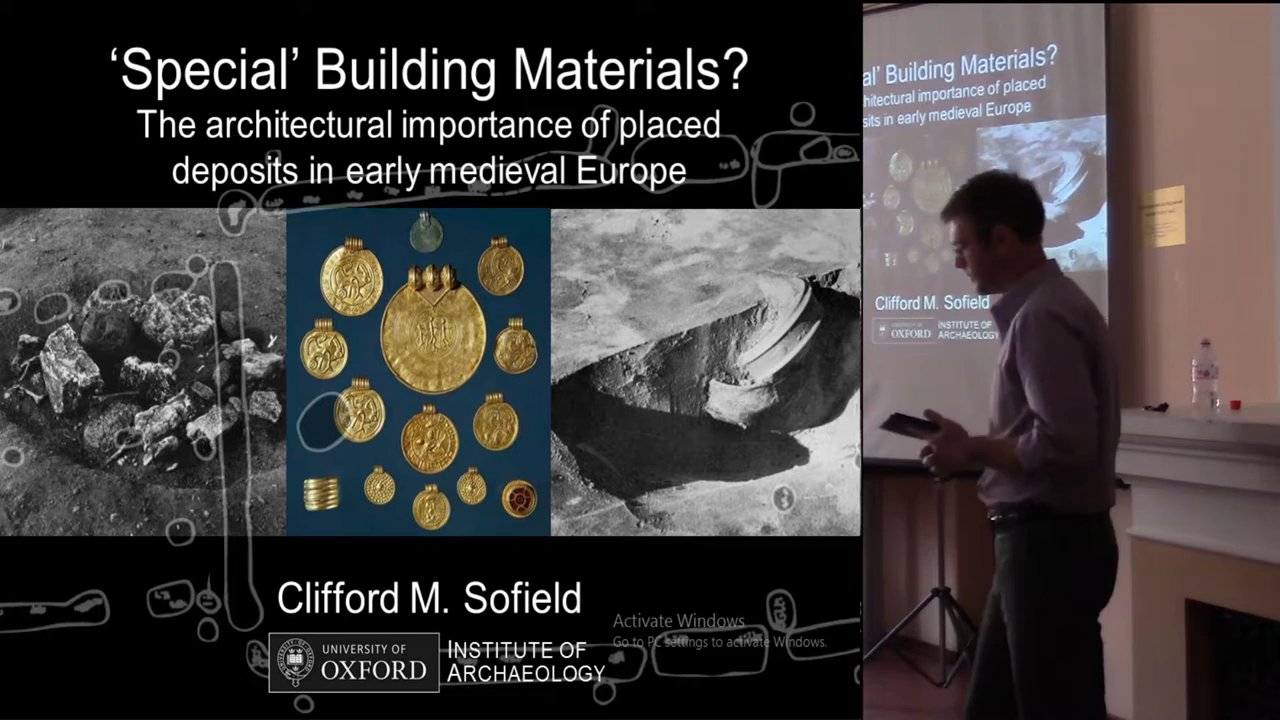 ‘Special’ Building Materials?
The architectural importance of placed
deposits in early medieval Europe
Clifford M. Sofield
UNIVERSITY OF
OXFORD
INSTITUTE OF
ARCHAEOLOGY
Activate Windows
Go to PC settings to activate Windows.
al’ Building Materials?
hitectural importance of placed
sits in early medieval Europe
Clifford M. Sofield
OXFORD
INSTITUTE OF
ARCHAEOLOGY